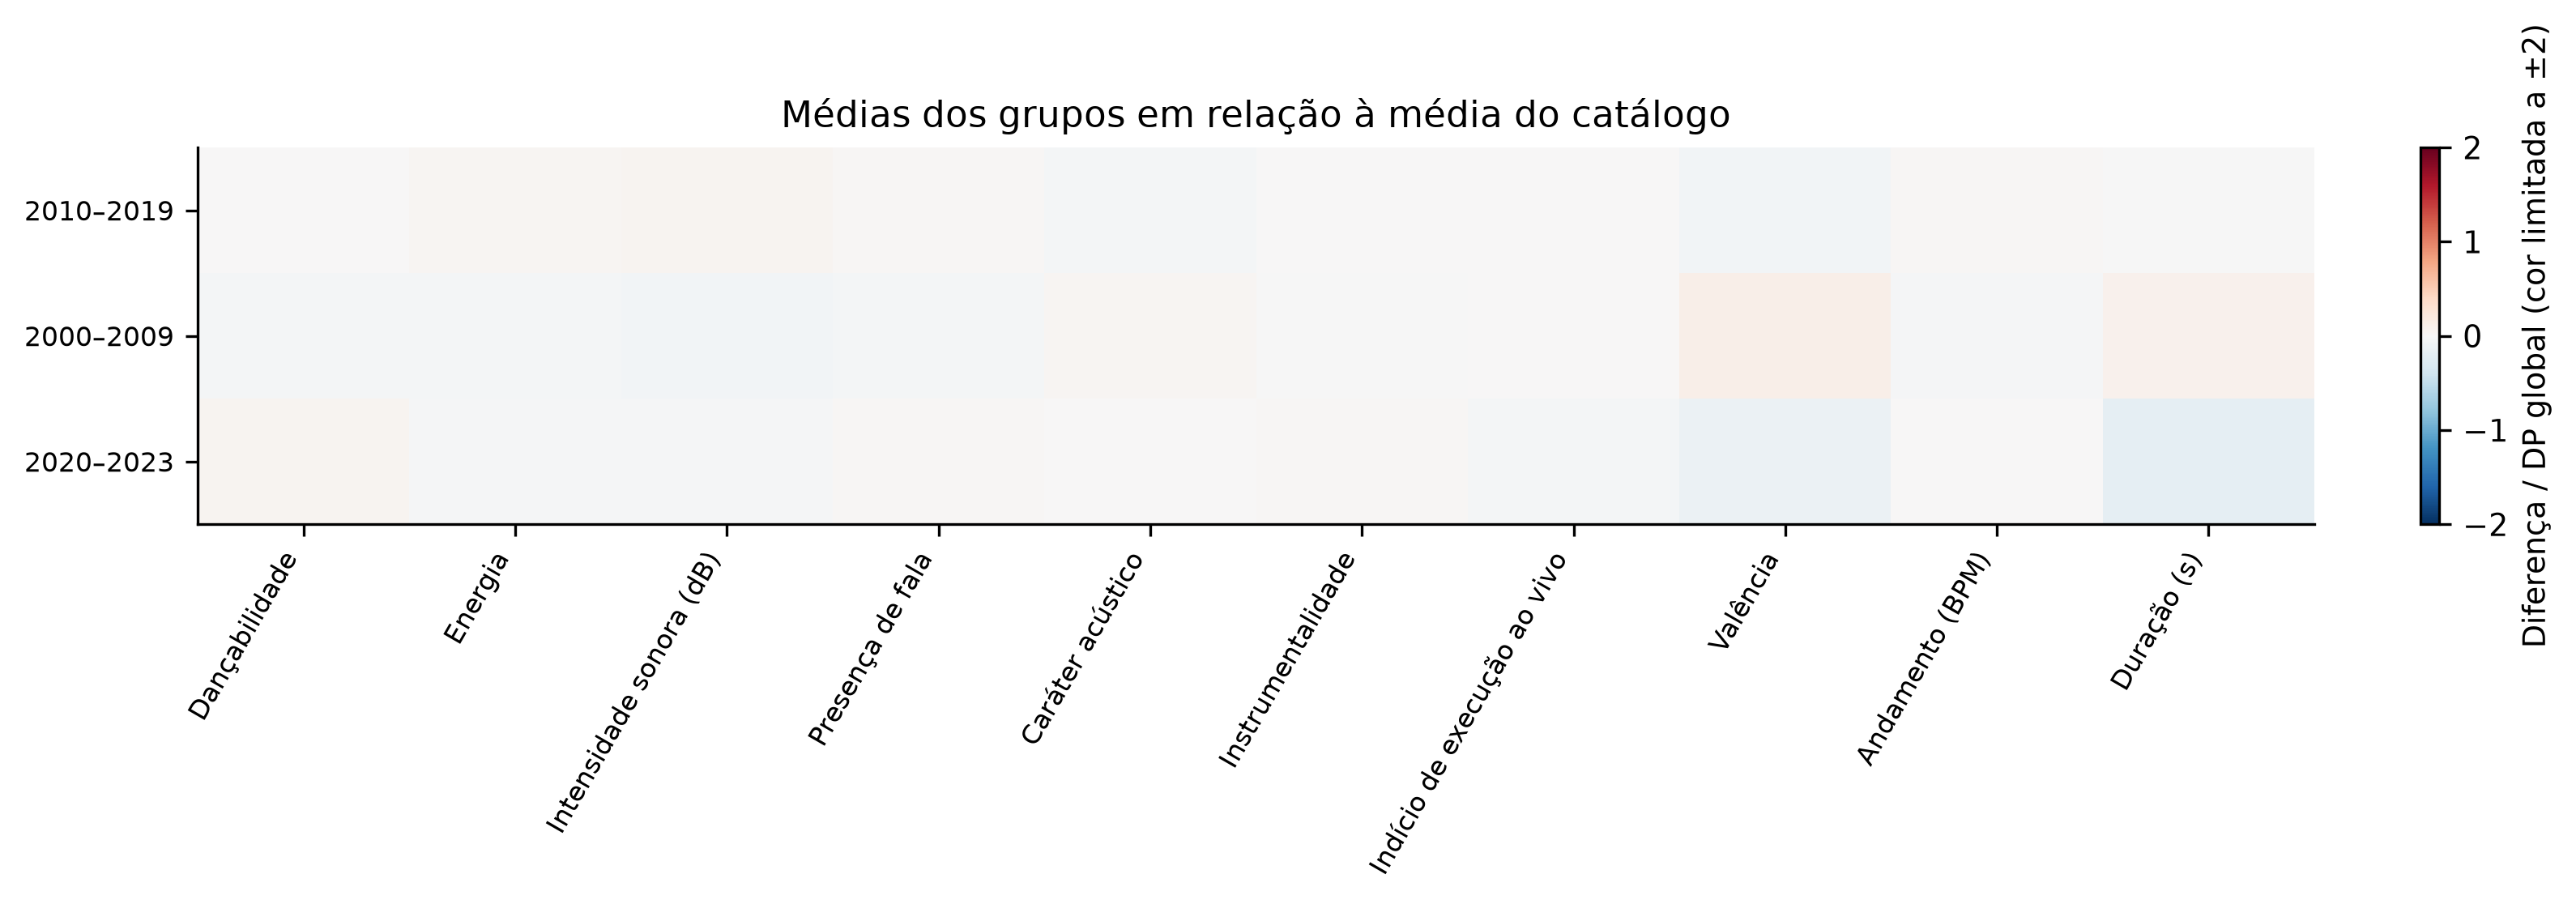 Médias dos grupos em relação à média do catálogo
2010–2019
2000–2009
2020–2023
Dançabilidade
Energia
Intensidade sonora (dB)
Presença de fala
Caráter acústico
Instrumentalidade
Indício de execução ao vivo
Valência
Andamento (BPM)
Duração (s)
2
1
0
−1
−2
Diferença / DP global (cor limitada a ±2)